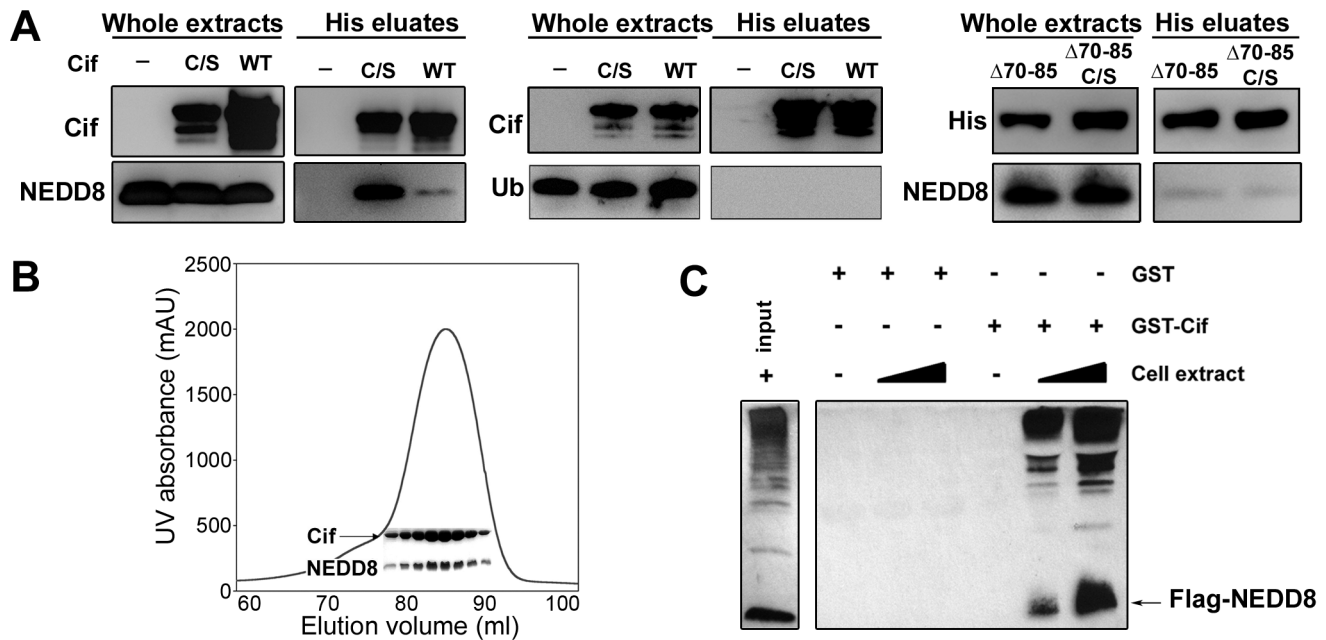 A
Whole extracts His eluates
Cif – C/S WT – C/S WT
Cif
NEDD8
Whole extracts His eluates
– C/S WT – C/S WT
Cif
Ub
Whole extracts His eluates
Δ70-85 Δ70-85 C/S Δ70-85 Δ70-85 C/S
His
NEDD8
B
UV absorbance (mAU)
2500
2000
1500
1000
500
0
Cif
NEDD8
60 70 80 90 100
Elution volume (ml)
C
input
+ + + - - - GST
- - - + + + GST-Cif
+ - - Cell extract
Flag-NEDD8